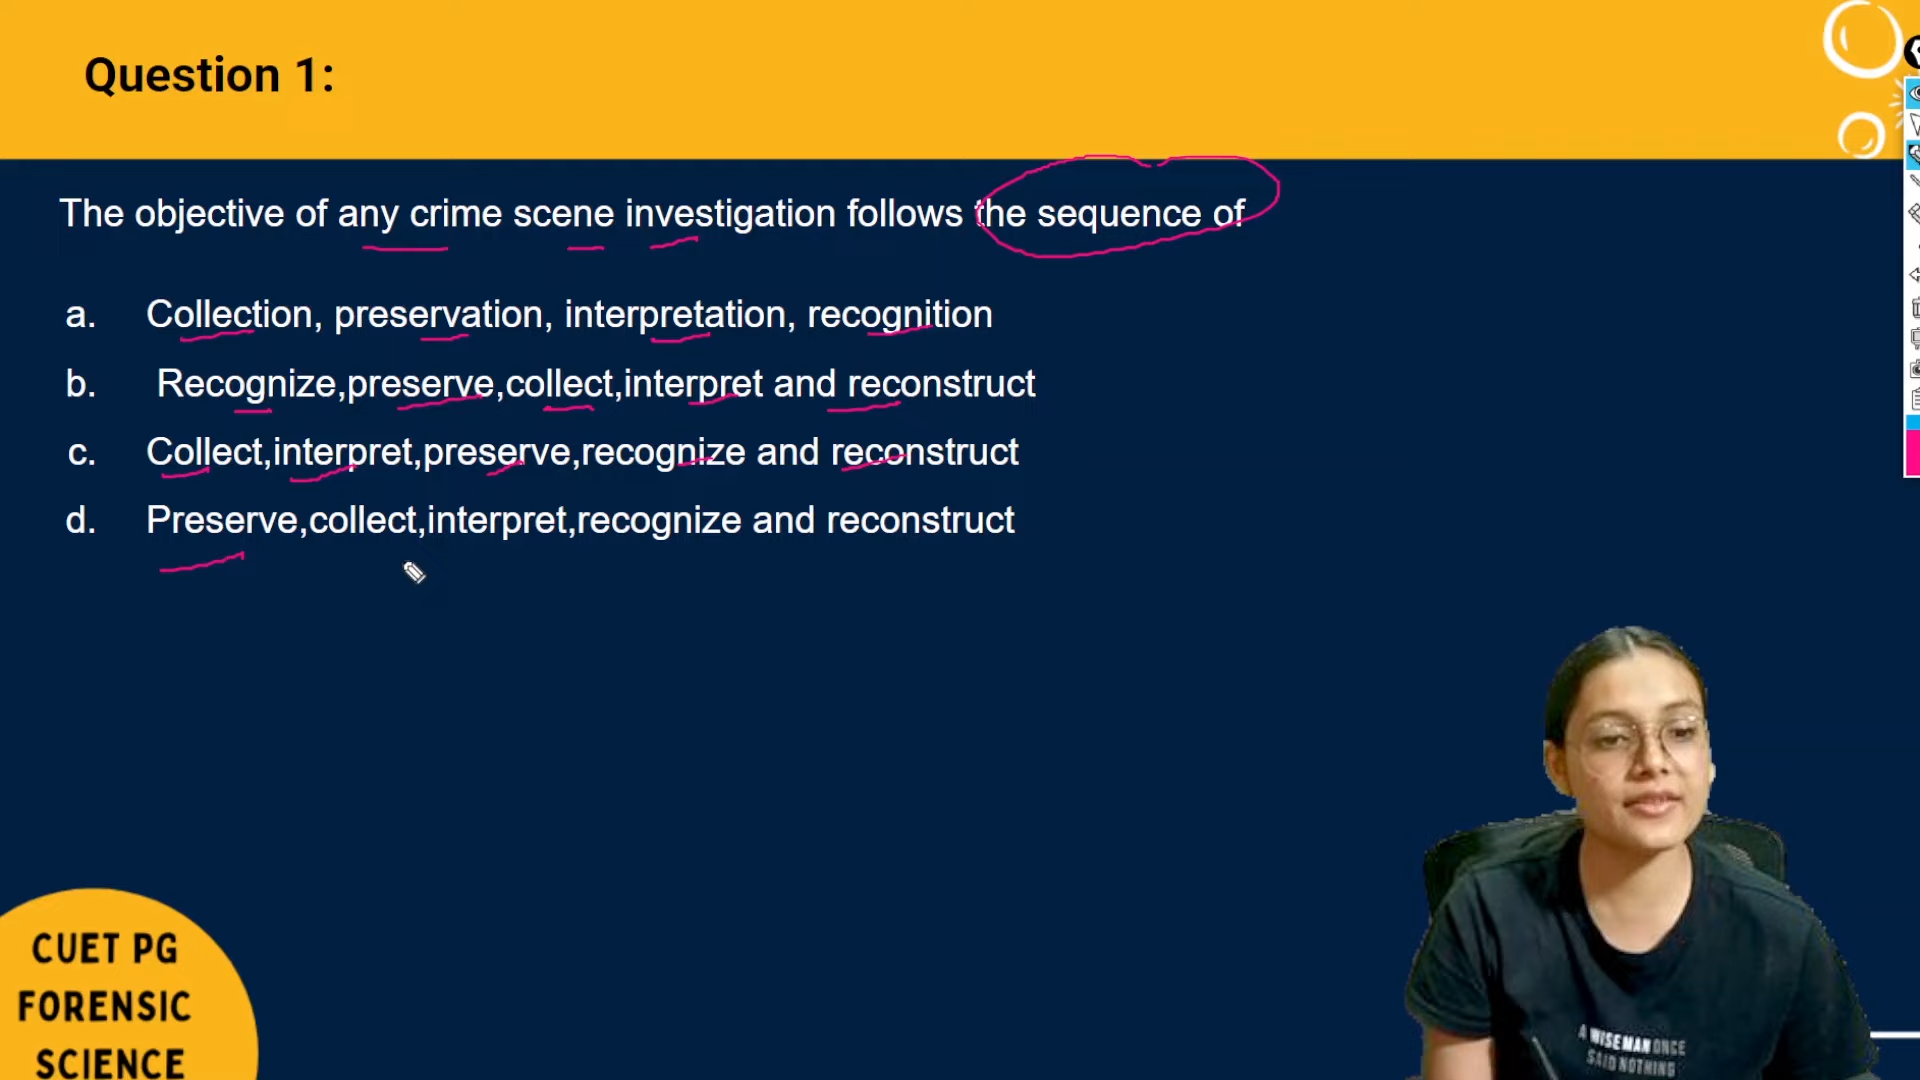 Question 1:
The objective of any crime scene investigation follows the sequence of
a. Collection, preservation, interpretation, recognition
b. Recognize,preserve,collect,interpret and reconstruct
c. Collect,interpret,preserve,recognize and reconstruct
d. Preserve,collect,interpret,recognize and reconstruct
CUET PG
FORENSIC
SCIENCE
A WISEMAN ONCE
SAID NOTHING